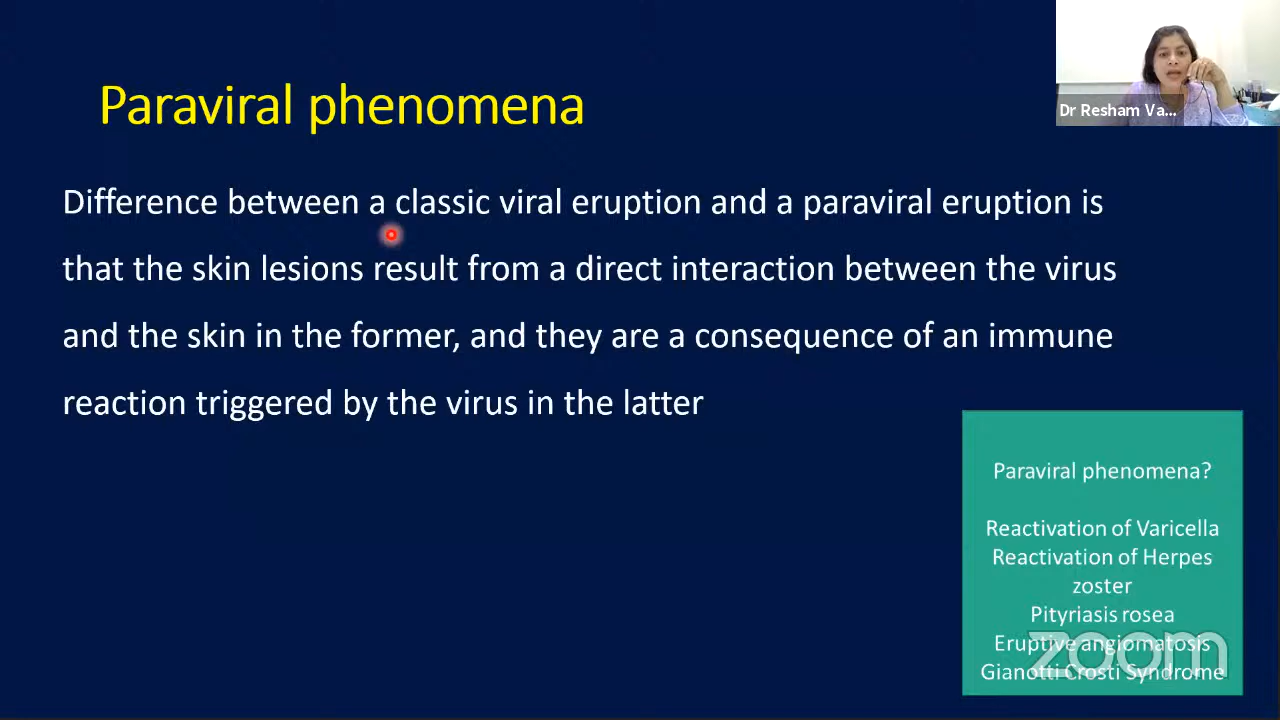 Paraviral phenomena
Dr Resham Va...
Difference between a classic viral eruption and a paraviral eruption is
that the skin lesions result from a direct interaction between the virus
and the skin in the former, and they are a consequence of an immune
reaction triggered by the virus in the latter
Paraviral phenomena?
Reactivation of Varicella
Reactivation of Herpes
zoster
Pityriasis rosea
Eruptive angiomatosis
Gianotti Crosti Syndrome
zoom